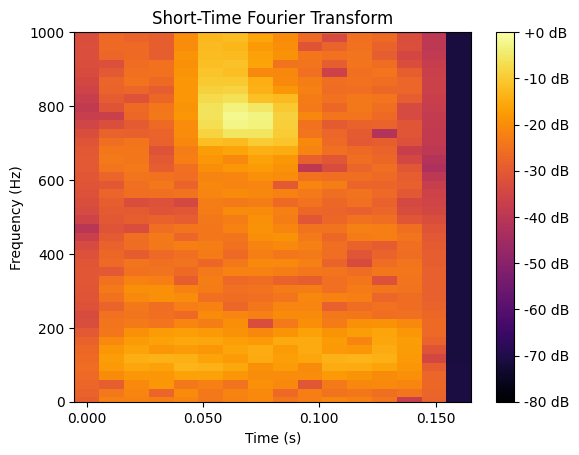 Short-Time Fourier Transform
1000
800
600
400
200
0
Frequency (Hz)
0.000
0.050
0.100
0.150
Time (s)
+0 dB
-10 dB
-20 dB
-30 dB
-40 dB
-50 dB
-60 dB
-70 dB
-80 dB